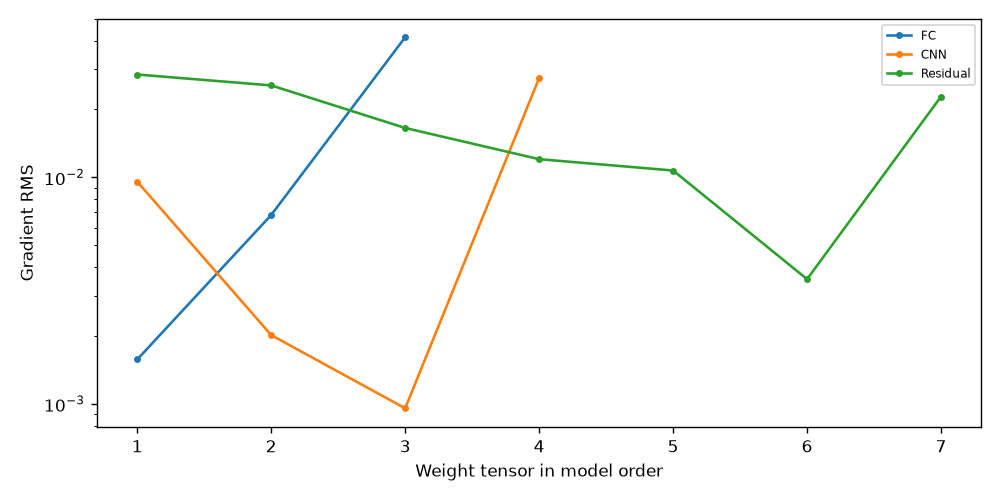 FC
CNN
Residual
Gradient RMS
10⁻²
10⁻³
1 2 3 4 5 6 7
Weight tensor in model order